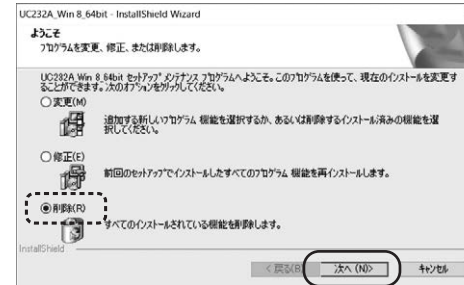 UC232A_Win 8_64bit - InstallShield Wizard
ようこそ
プログラムを変更、修正、または削除します。
UC232A_Win 8_64bit セットアップ メンテナンス プログラムへようこそ。このプログラムを使って、現在のインストールを変更す
ることができます。次のオプションをクリックしてください。
変更(M)
追加する新しいプログラム 機能を選択するか、あるいは削除するインストール済みの機能を選
択してください。
修正(E)
前回のセットアップでインストールしたすべてのプログラム 機能を再インストールします。
削除(R)
すべてのインストールされている機能を削除します。
InstallShield
< 戻る(B)
次へ (N)>
キャンセル